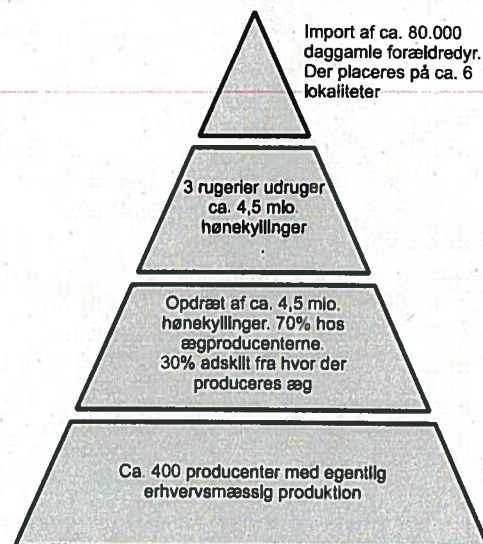 Import af ca. 80.000
daggamle forældredyr.
Der placeres på ca. 6
lokaliteter
3 rugerier udruger
ca. 4,5 mio.
hønekyllinger
Opdræt af ca. 4,5 mio.
hønekyllinger. 70% hos
ægproducenterne.
30% adskilt fra hvor der
produceres æg
Ca. 400 producenter med egentlig
erhvervsmæssig produktion